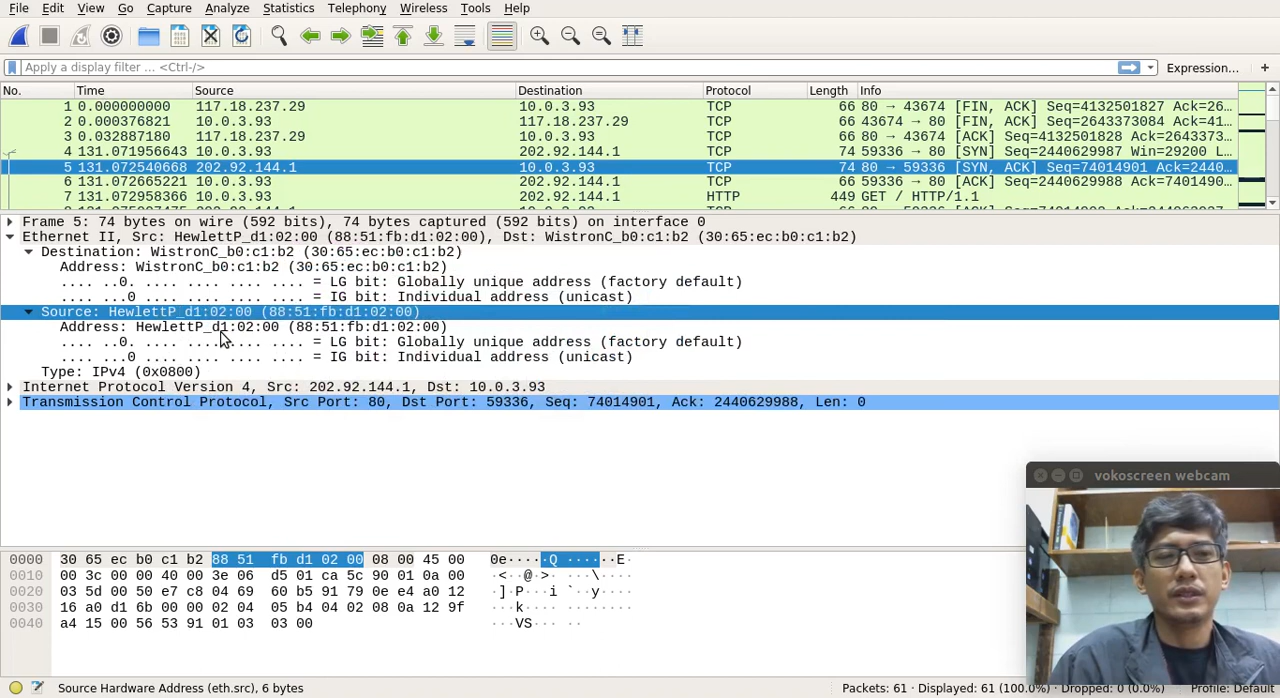 File Edit View Go Capture Analyze Statistics Telephony Wireless Tools Help
Apply a display filter ... <Ctrl-/> Expression... +
No. Time Source Destination Protocol Length Info
1 0.000000000 117.18.237.29 10.0.3.93 TCP 66 80 → 43674 [FIN, ACK] Seq=4132501827 Ack=26…
2 0.000376821 10.0.3.93 117.18.237.29 TCP 66 43674 → 80 [FIN, ACK] Seq=2643373084 Ack=41…
3 0.032887180 117.18.237.29 10.0.3.93 TCP 66 80 → 43674 [ACK] Seq=4132501828 Ack=2643373…
4 131.071956643 10.0.3.93 202.92.144.1 TCP 74 59336 → 80 [SYN] Seq=2440629987 Win=29200 L…
5 131.072540668 202.92.144.1 10.0.3.93 TCP 74 80 → 59336 [SYN, ACK] Seq=74014901 Ack=2440…
6 131.072665221 10.0.3.93 202.92.144.1 TCP 66 59336 → 80 [ACK] Seq=2440629988 Ack=7401490…
7 131.072958366 10.0.3.93 202.92.144.1 HTTP 449 GET / HTTP/1.1
Frame 5: 74 bytes on wire (592 bits), 74 bytes captured (592 bits) on interface 0
Ethernet II, Src: HewlettP_d1:02:00 (88:51:fb:d1:02:00), Dst: WistronC_b0:c1:b2 (30:65:ec:b0:c1:b2)
Destination: WistronC_b0:c1:b2 (30:65:ec:b0:c1:b2)
Address: WistronC_b0:c1:b2 (30:65:ec:b0:c1:b2)
.... ..0. .... .... .... .... = LG bit: Globally unique address (factory default)
.... ...0 .... .... .... .... = IG bit: Individual address (unicast)
Source: HewlettP_d1:02:00 (88:51:fb:d1:02:00)
Address: HewlettP_d1:02:00 (88:51:fb:d1:02:00)
.... ..0. .... .... .... .... = LG bit: Globally unique address (factory default)
.... ...0 .... .... .... .... = IG bit: Individual address (unicast)
Type: IPv4 (0x0800)
Internet Protocol Version 4, Src: 202.92.144.1, Dst: 10.0.3.93
Transmission Control Protocol, Src Port: 80, Dst Port: 59336, Seq: 74014901, Ack: 2440629988, Len: 0
vokoscreen webcam
0000 30 65 ec b0 c1 b2 88 51 fb d1 02 00 08 00 45 00 0e·····Q ······E·
0010 00 3c 00 00 40 00 3e 06 d5 01 ca 5c 90 01 0a 00 ·<··@·>· ···\····
0020 03 5d 00 50 e7 c8 04 69 60 b5 91 79 0e e4 a0 12 ·]·P···i `··y····
0030 16 a0 d1 6b 00 00 02 04 05 b4 04 02 08 0a 12 9f ···k···· ········
0040 a4 15 00 56 53 91 01 03 03 00 ···VS··· ··
Source Hardware Address (eth.src), 6 bytes Packets: 61 · Displayed: 61 (100.0%) · Dropped: 0 (0.0%) Profile: Default